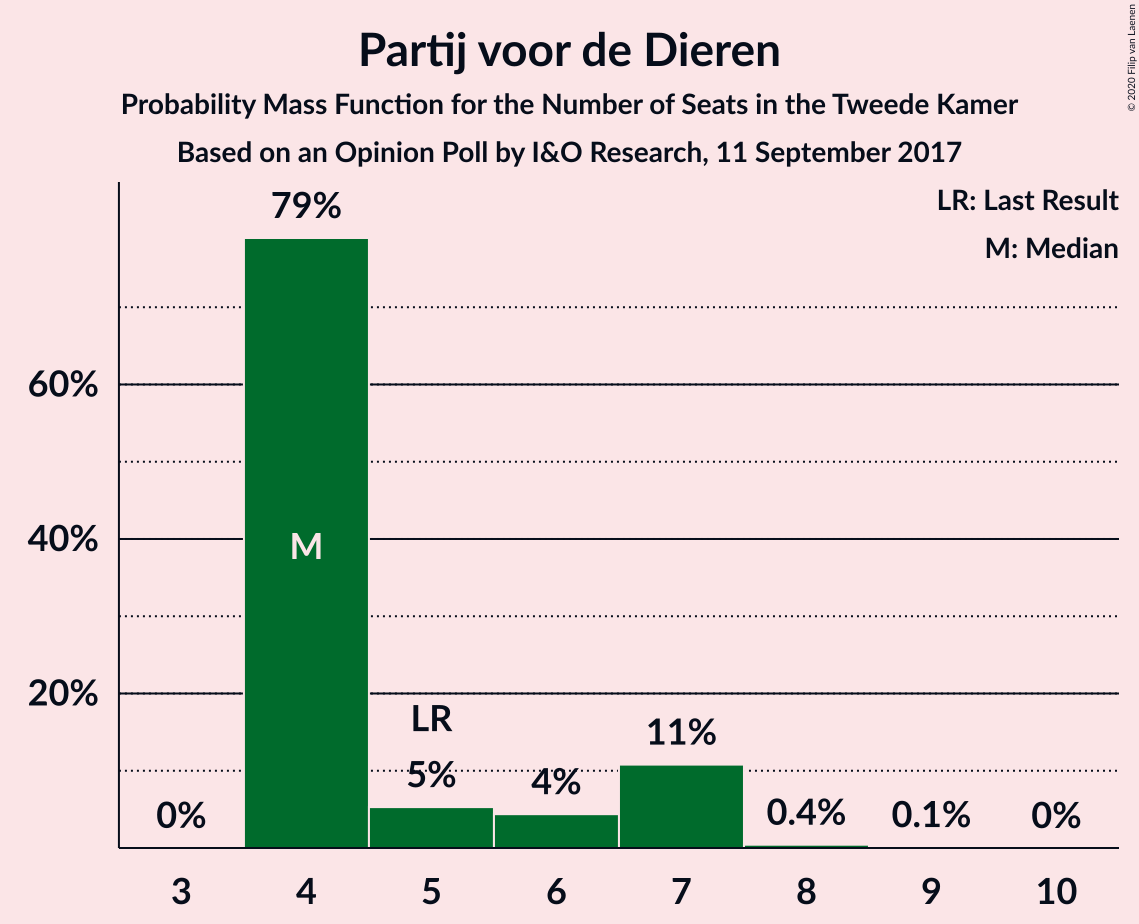 Partij voor de Dieren
Probability Mass Function for the Number of Seats in the Tweede Kamer
Based on an Opinion Poll by I&O Research, 11 September 2017
© 2020 Filip van Laenen
LR: Last Result
M: Median
79%
60%
40%
20%
M
LR
0%
5%
4%
11%
0.4%
0.1%
0%
3 4 5 6 7 8 9 10